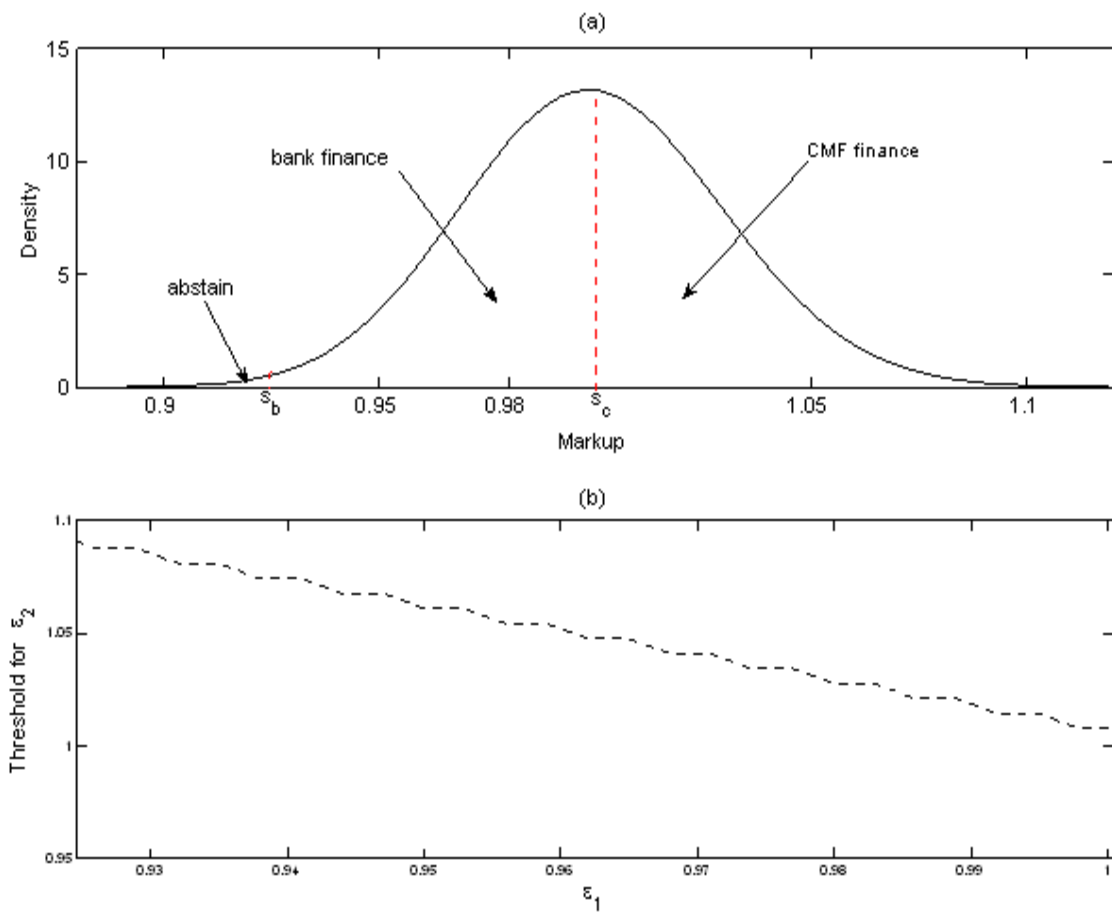 (a)
15
10
5
0
Density
bank finance
CMF finance
abstain
0.9
s_b
0.95
0.98
s_c
1.05
1.1
Markup
(b)
1.1
1.05
1
0.95
Threshold for ε_2
0.93
0.94
0.95
0.96
0.97
0.98
0.99
1
ε_1